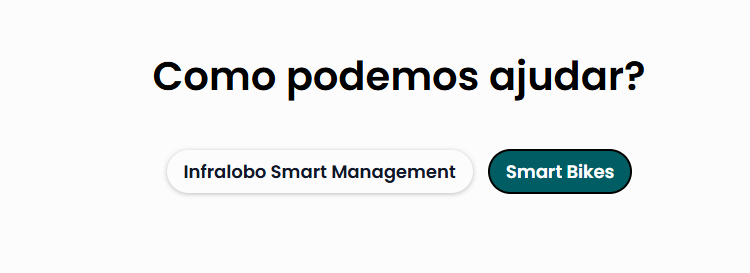 Como podemos ajudar?
Infralobo Smart Management Smart Bikes